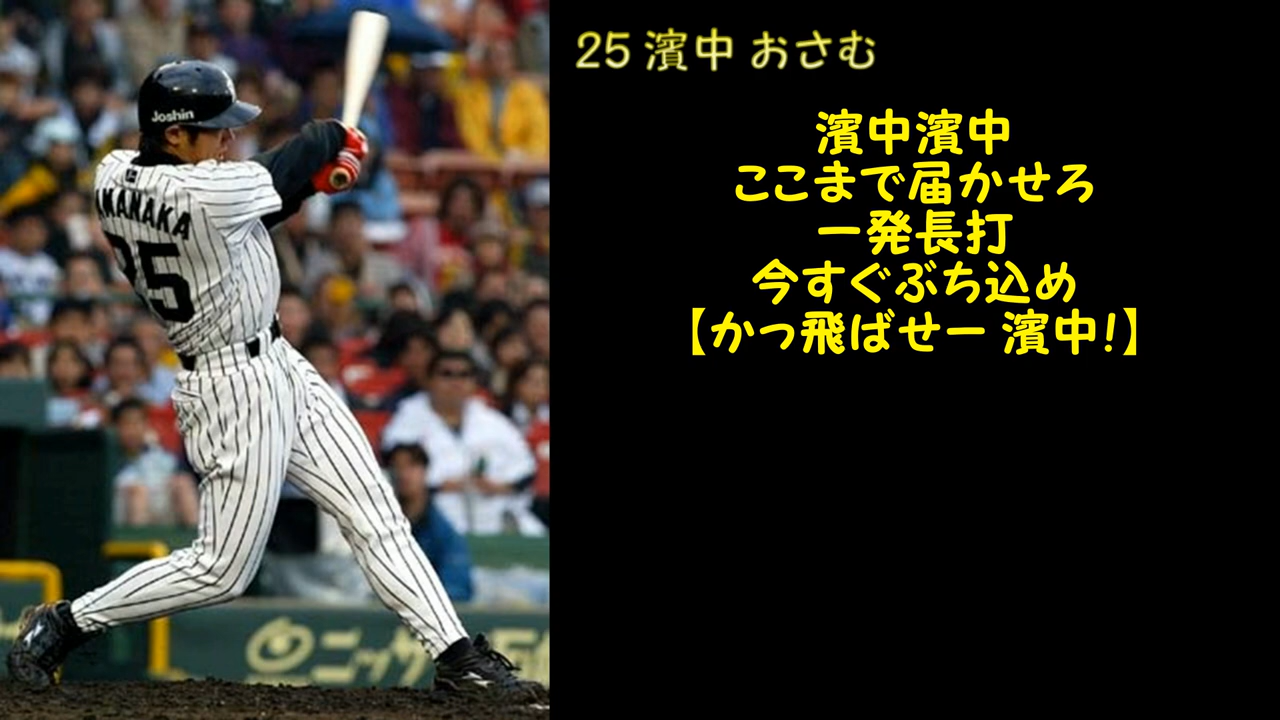 25 濱中 おさむ
濱中濱中
ここまで届かせろ
一発長打
今すぐぶち込め
【かっ飛ばせー 濱中!】
Joshin
AMANAKA
25
ニッ